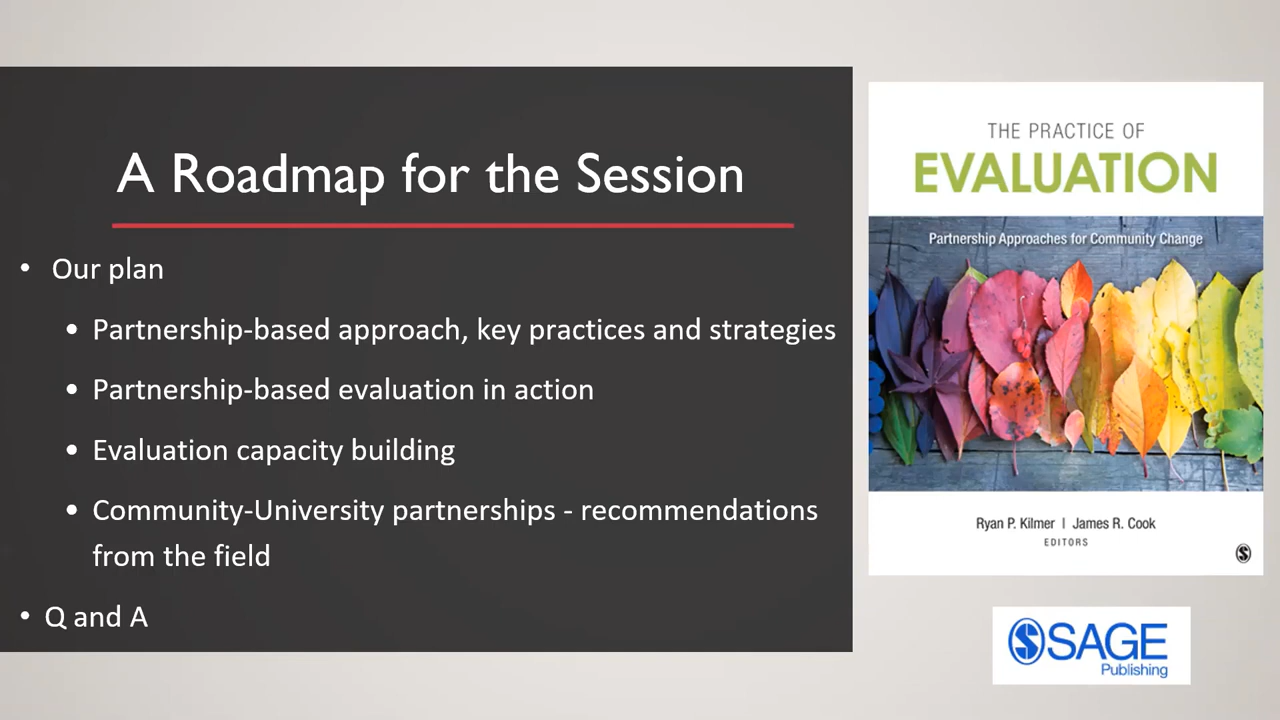 A Roadmap for the Session
• Our plan
• Partnership-based approach, key practices and strategies
• Partnership-based evaluation in action
• Evaluation capacity building
• Community-University partnerships - recommendations
from the field
• Q and A
THE PRACTICE OF
EVALUATION
Partnership Approaches for Community Change
Ryan P. Kilmer | James R. Cook
EDITORS
SAGE
Publishing